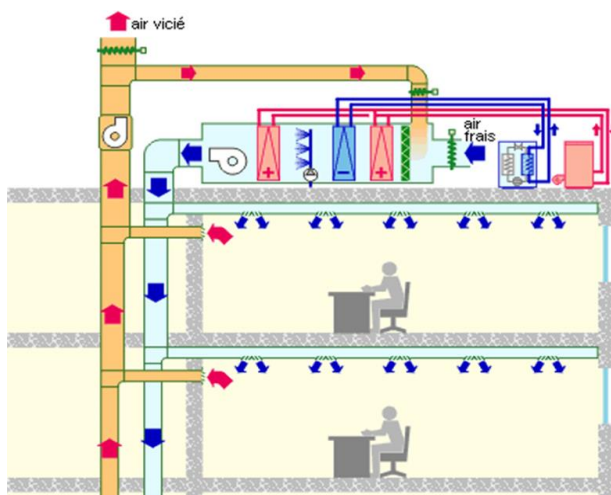 air vicié
air
frais
+
−
+